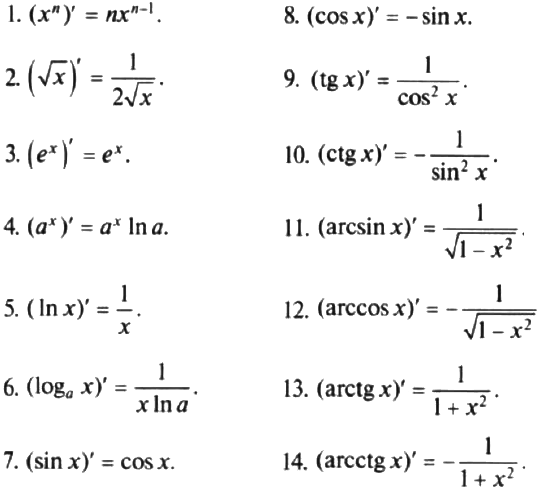 1. (xⁿ)′ = nxⁿ⁻¹.
2. (√x)′ = 1/(2√x).
3. (eˣ)′ = eˣ.
4. (aˣ)′ = aˣ ln a.
5. (ln x)′ = 1/x.
6. (logₐ x)′ = 1/(x ln a).
7. (sin x)′ = cos x.
8. (cos x)′ = − sin x.
9. (tg x)′ = 1/(cos² x).
10. (ctg x)′ = − 1/(sin² x).
11. (arcsin x)′ = 1/√(1 − x²).
12. (arccos x)′ = − 1/√(1 − x²)
13. (arctg x)′ = 1/(1 + x²).
14. (arcctg x)′ = − 1/(1 + x²).